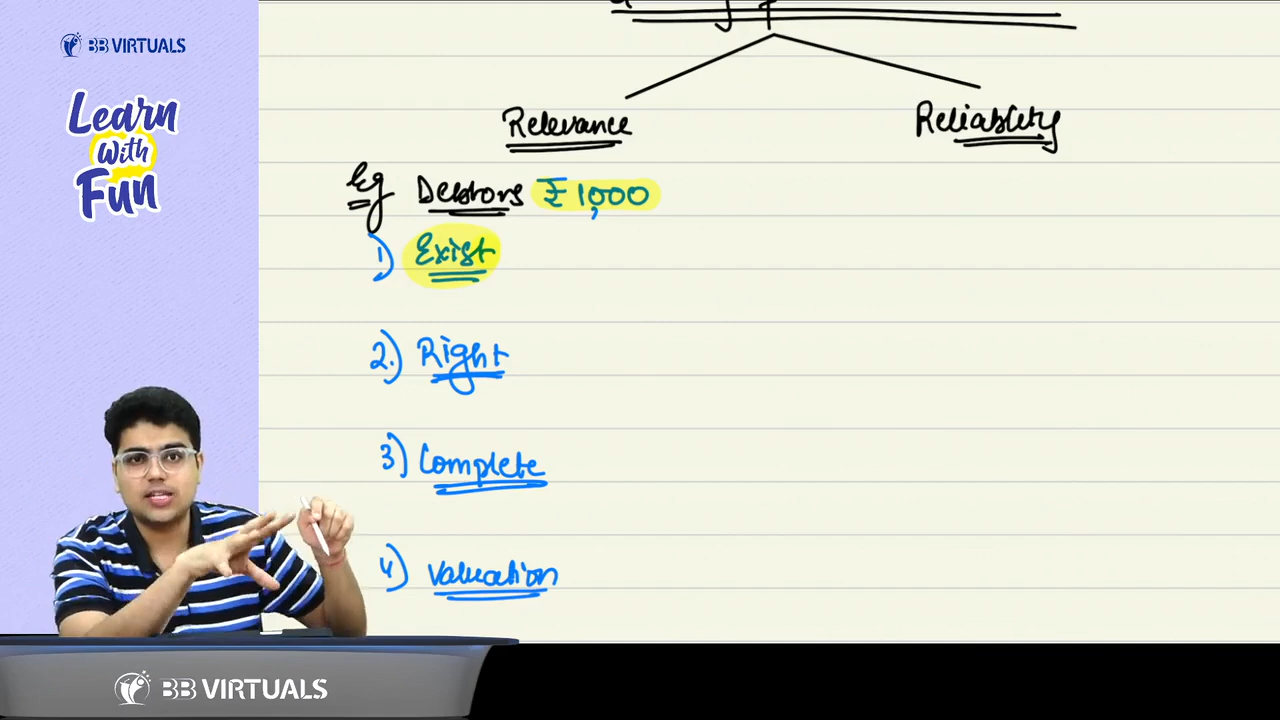 BB VIRTUALS
Learn
With
Fun
Relevance
Reliability
Eg Debtors ₹ 1,000
1) Exist
2.) Right
3) Complete
4) Valuation
BB VIRTUALS